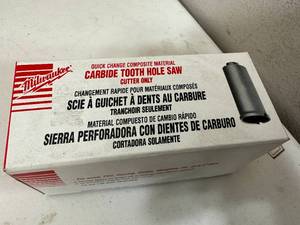 Milwaukee
QUICK CHANGE COMPOSITE MATERIAL
CARBIDE TOOTH HOLE SAW
CUTTER ONLY
CHANGEMENT RAPIDE POUR MATÉRIAUX COMPOSÉS
SCIE À GUICHET À DENTS AU CARBURE
TRANCHOIR SEULEMENT
MATERIAL COMPUESTO DE CAMBIO RÁPIDO
SIERRA PERFORADORA CON DIENTES DE CARBURO
CORTADORA SOLAMENTE